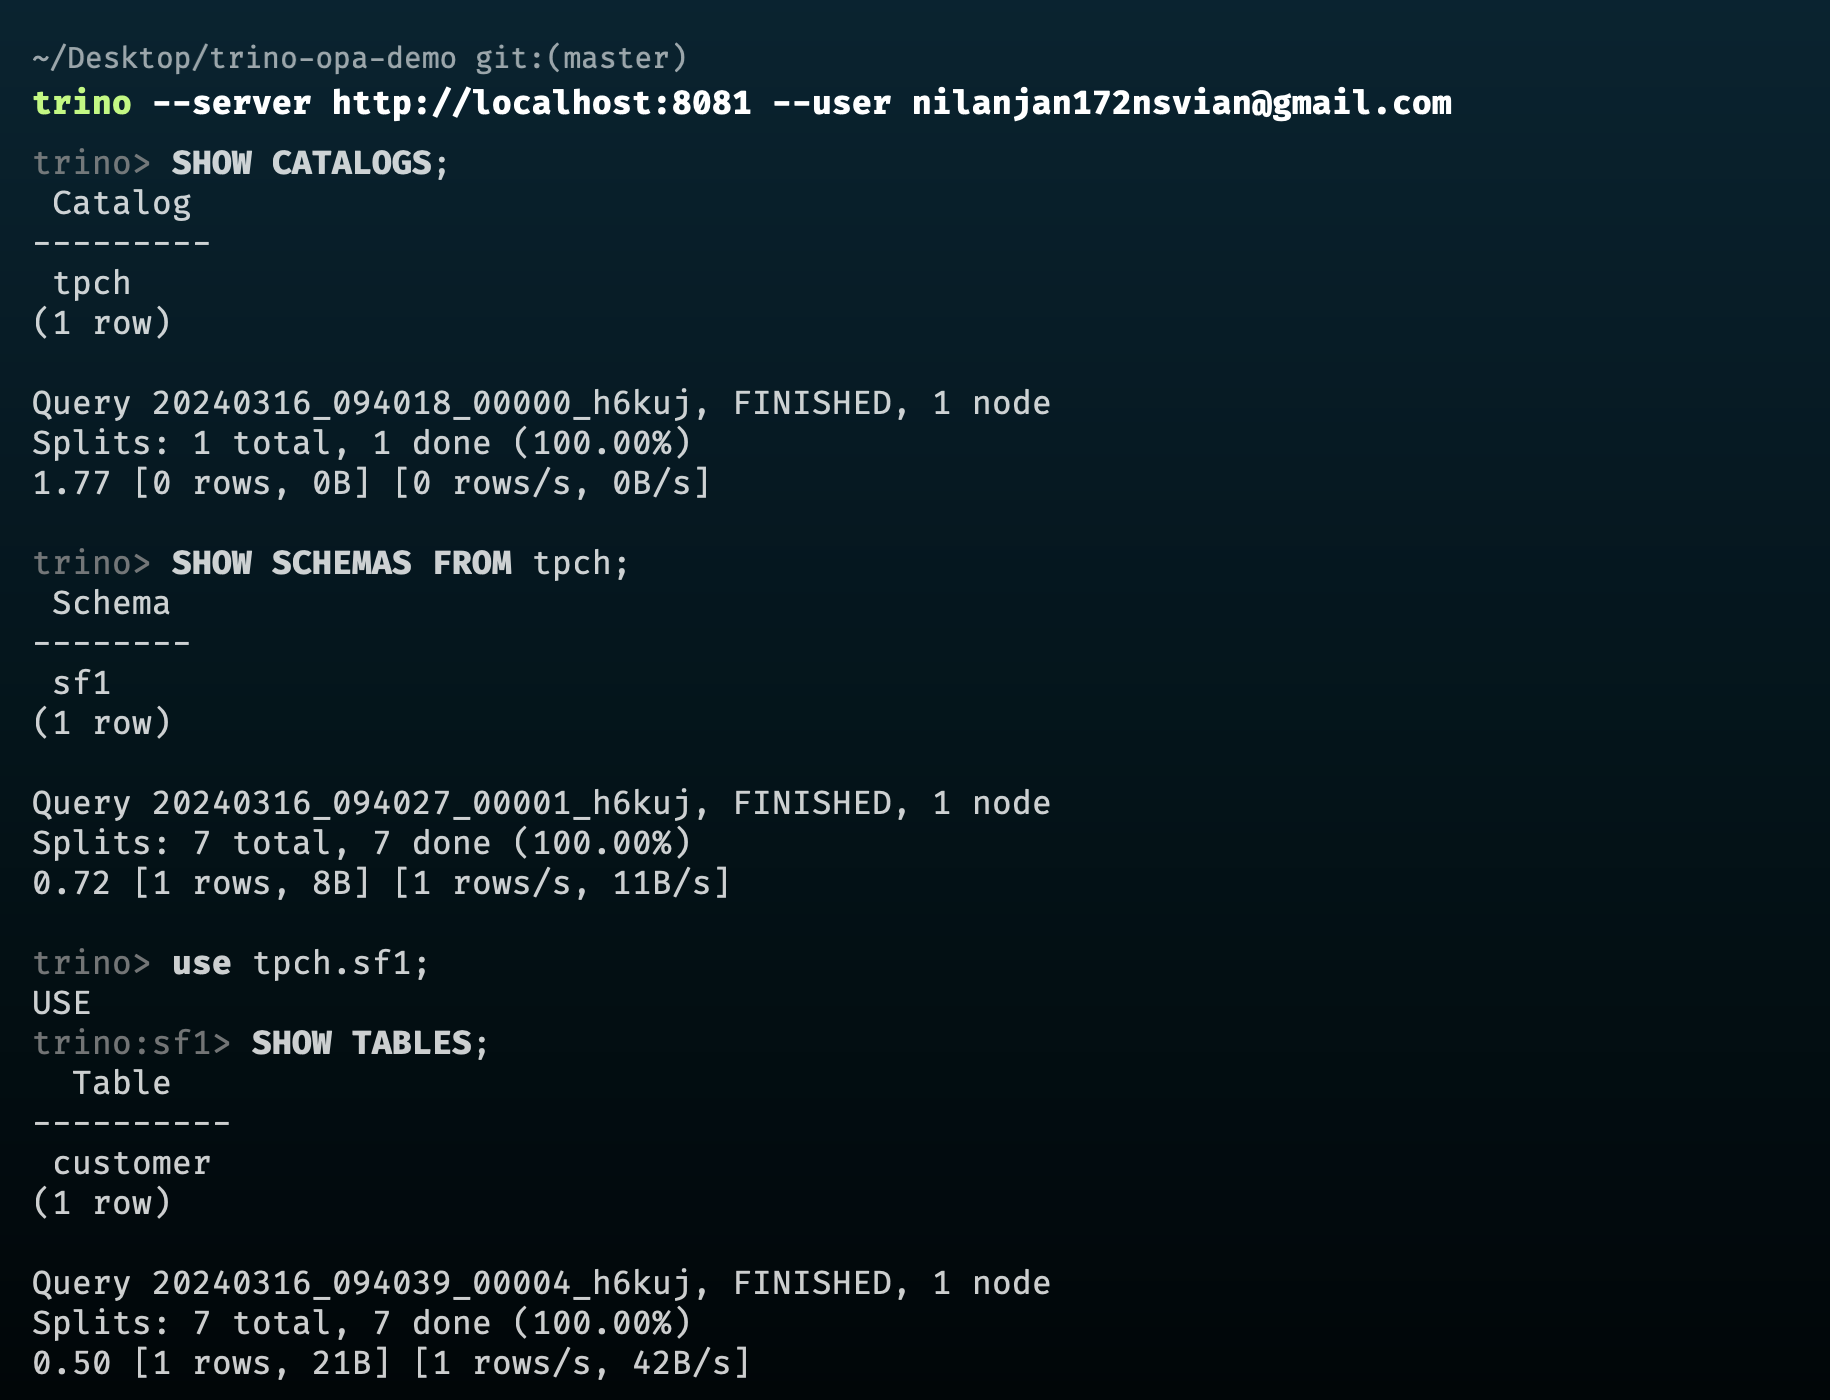 ~/Desktop/trino-opa-demo git:(master)
trino --server http://localhost:8081 --user nilanjan172nsvian@gmail.com
trino> SHOW CATALOGS;
 Catalog
---------
 tpch
(1 row)

Query 20240316_094018_00000_h6kuj, FINISHED, 1 node
Splits: 1 total, 1 done (100.00%)
1.77 [0 rows, 0B] [0 rows/s, 0B/s]

trino> SHOW SCHEMAS FROM tpch;
 Schema
--------
 sf1
(1 row)

Query 20240316_094027_00001_h6kuj, FINISHED, 1 node
Splits: 7 total, 7 done (100.00%)
0.72 [1 rows, 8B] [1 rows/s, 11B/s]

trino> use tpch.sf1;
USE
trino:sf1> SHOW TABLES;
  Table
----------
 customer
(1 row)

Query 20240316_094039_00004_h6kuj, FINISHED, 1 node
Splits: 7 total, 7 done (100.00%)
0.50 [1 rows, 21B] [1 rows/s, 42B/s]